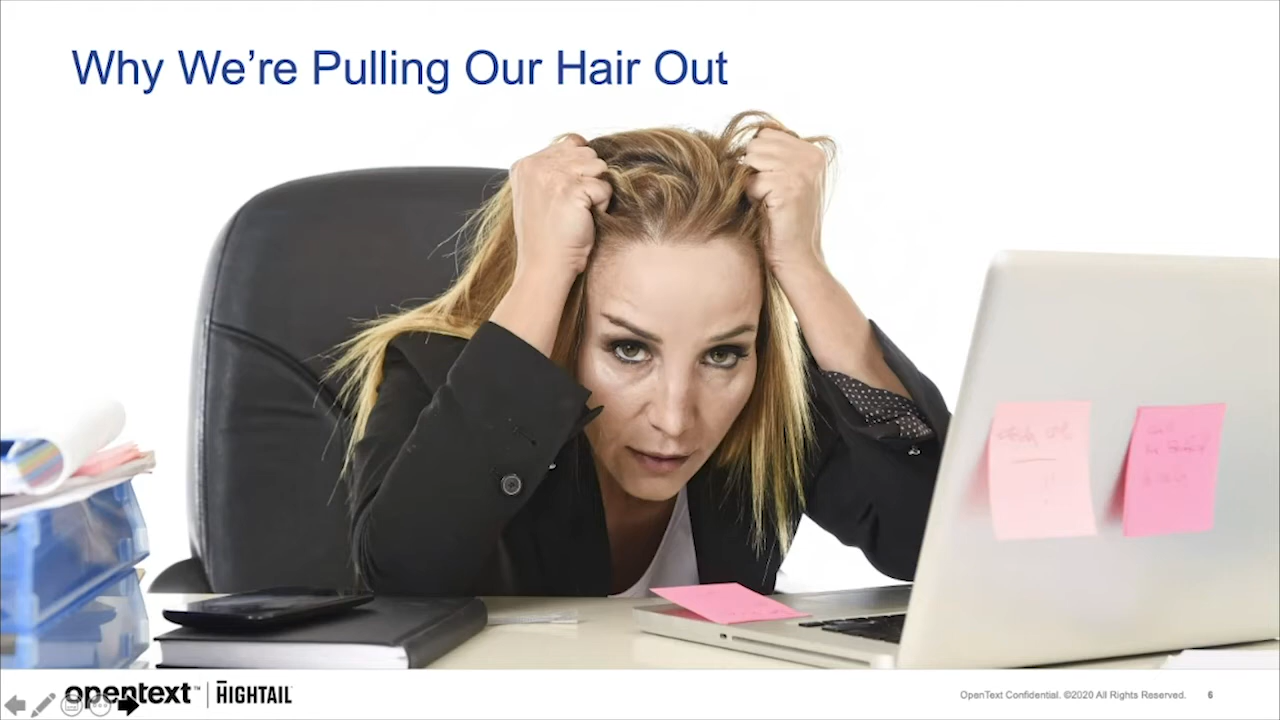 Why We’re Pulling Our Hair Out
opentext™ | HIGHTAIL
OpenText Confidential. ©2020 All Rights Reserved. 6